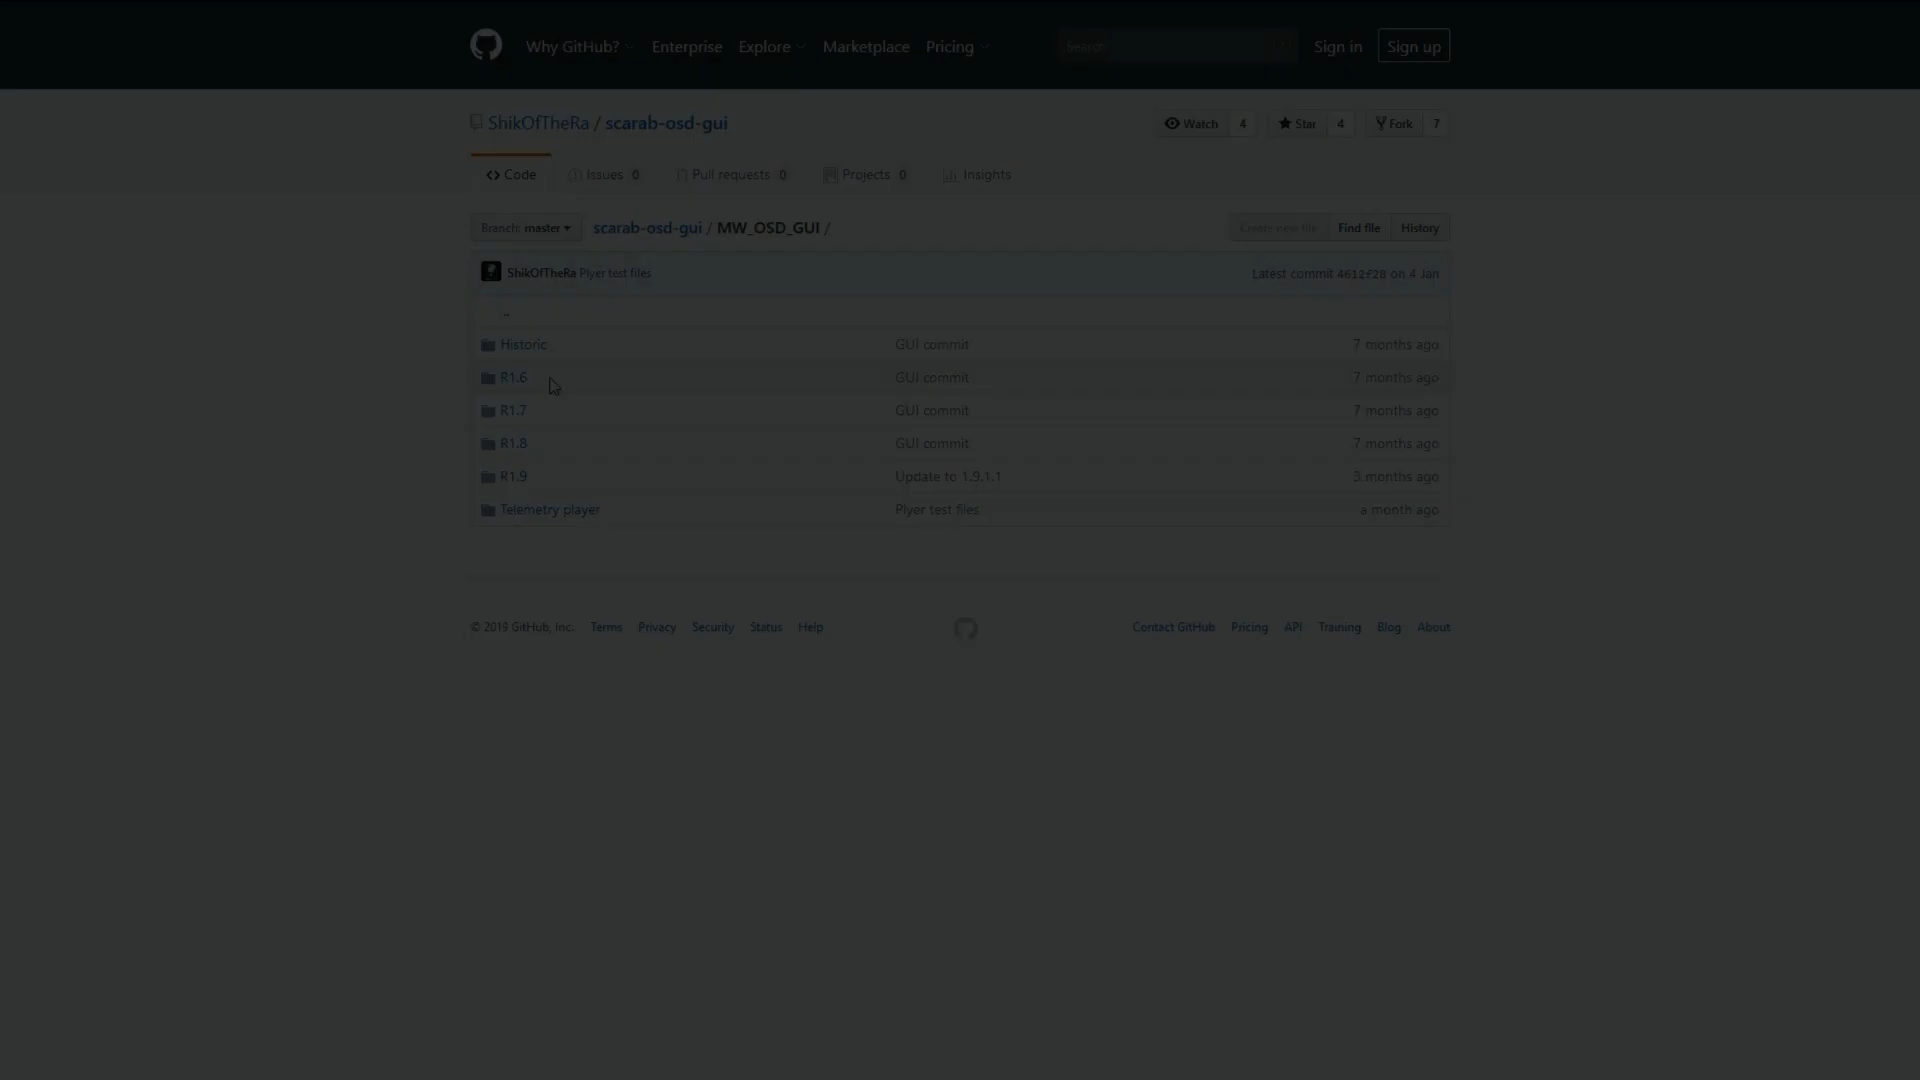 Why GitHub? Enterprise Explore Marketplace Pricing Search Sign in Sign up
ShikOfTheRa / scarab-osd-gui Watch 4 Star 4 Fork 7
Code Issues 0 Pull requests 0 Projects 0 Insights
Branch: master scarab-osd-gui / MW_OSD_GUI / Create new file Find file History
ShikOfTheRa Plyer test files Latest commit 4612f28 on 4 Jan
..
Historic GUI commit 7 months ago
R1.6 GUI commit 7 months ago
R1.7 GUI commit 7 months ago
R1.8 GUI commit 7 months ago
R1.9 Update to 1.9.1.1 3 months ago
Telemetry player Plyer test files a month ago
© 2019 GitHub, Inc. Terms Privacy Security Status Help Contact GitHub Pricing API Training Blog About